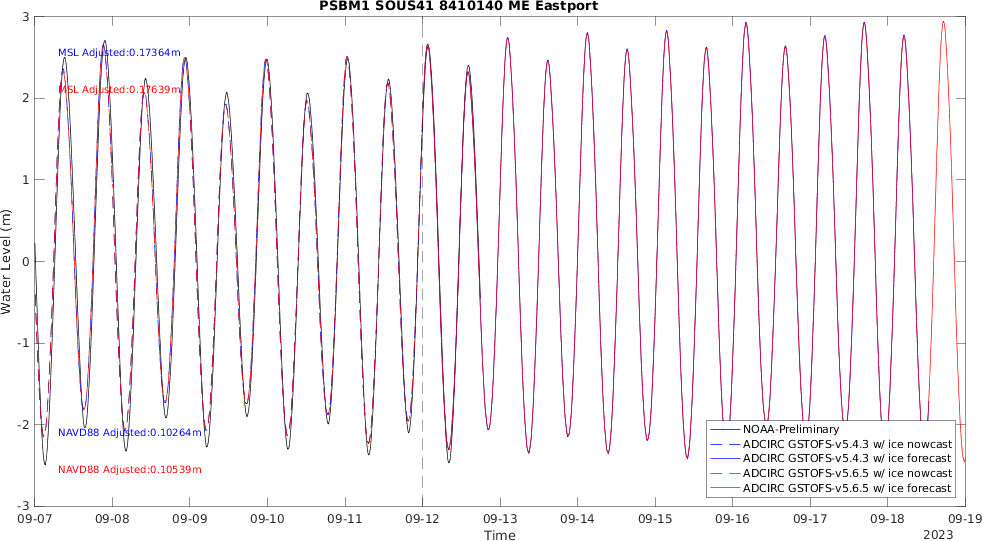 PSBM1 SOUS41 8410140 ME Eastport
3
MSL Adjusted:0.17364m
MSL Adjusted:0.17639m
2
1
0
-1
-2
-3
Water Level (m)
NAVD88 Adjusted:0.10264m
NAVD88 Adjusted:0.10539m
NOAA-Preliminary
ADCIRC GSTOFS-v5.4.3 w/ ice nowcast
ADCIRC GSTOFS-v5.4.3 w/ ice forecast
ADCIRC GSTOFS-v5.6.5 w/ ice nowcast
ADCIRC GSTOFS-v5.6.5 w/ ice forecast
09-07 09-08 09-09 09-10 09-11 09-12 09-13 09-14 09-15 09-16 09-17 09-18 09-19
Time
2023